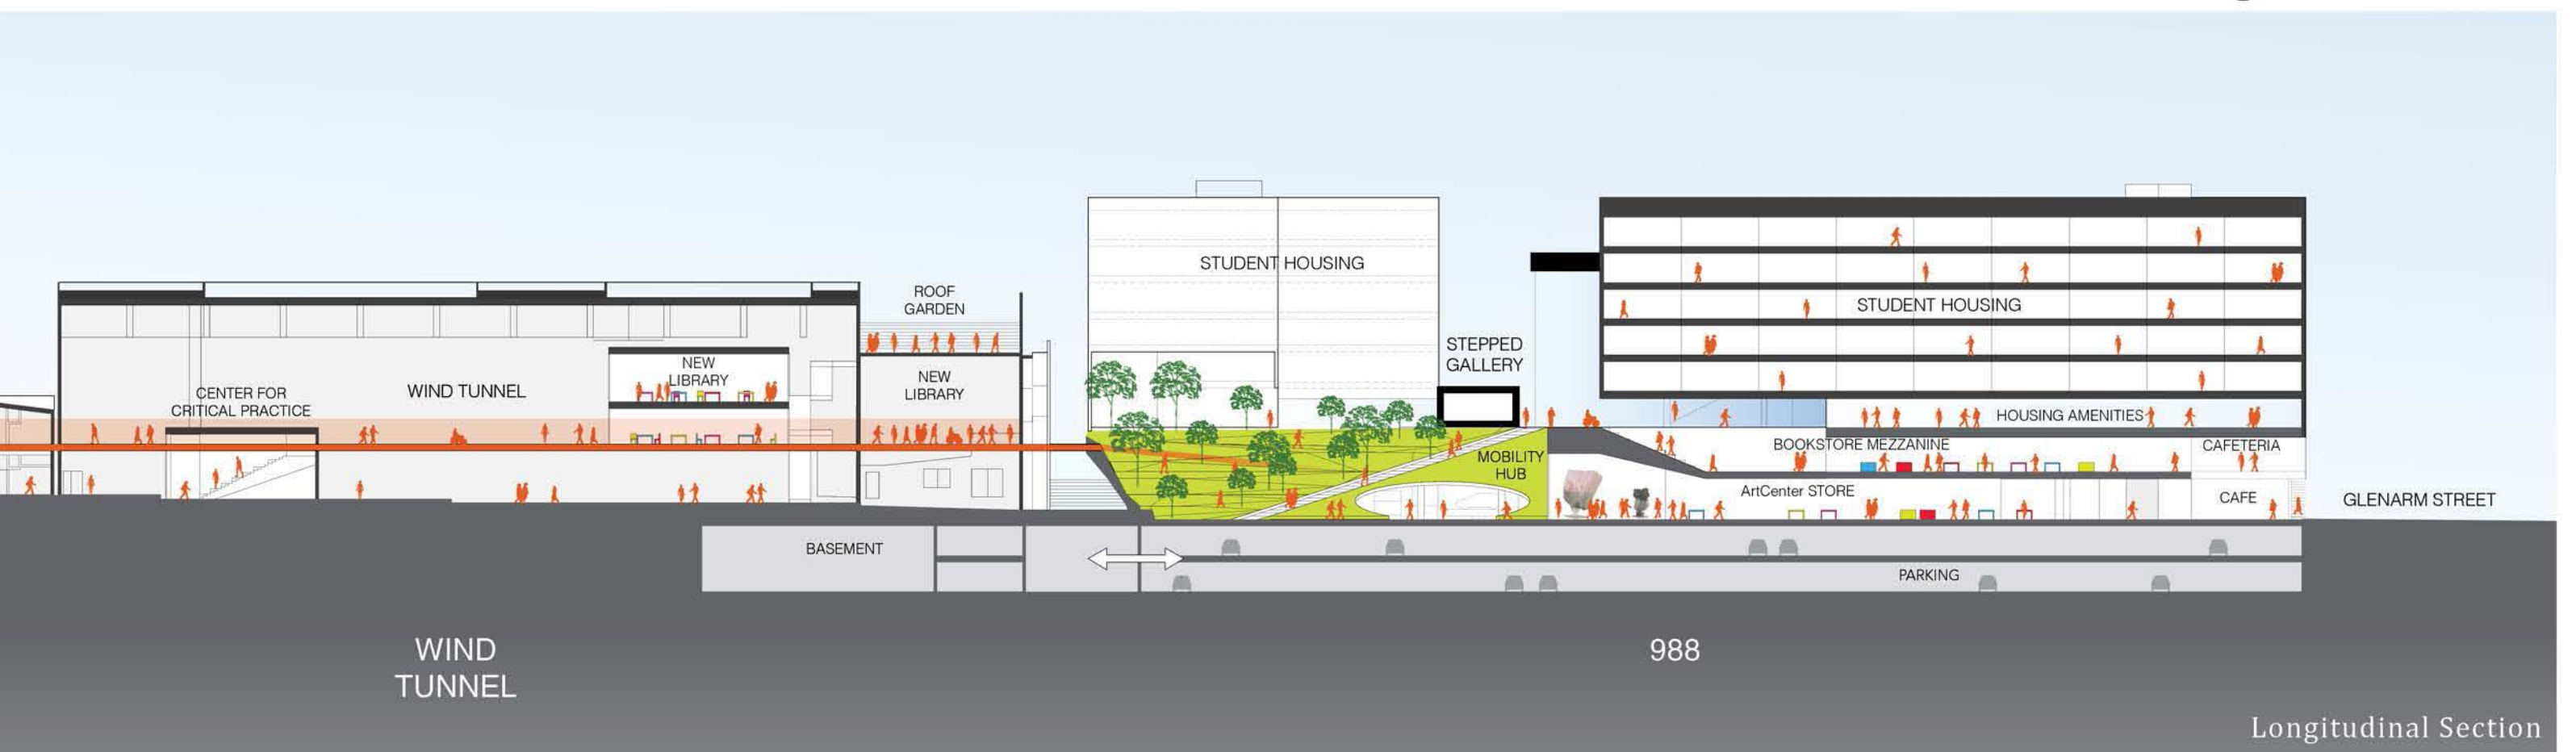 ROOF
GARDEN
STUDENT HOUSING
STUDENT HOUSING
STEPPED
GALLERY
NEW
LIBRARY
NEW
LIBRARY
CENTER FOR
CRITICAL PRACTICE
WIND TUNNEL
HOUSING AMENITIES
BOOKSTORE MEZZANINE
CAFETERIA
MOBILITY
HUB
ArtCenter STORE
CAFE
GLENARM STREET
BASEMENT
PARKING
WIND
TUNNEL
988
Longitudinal Section